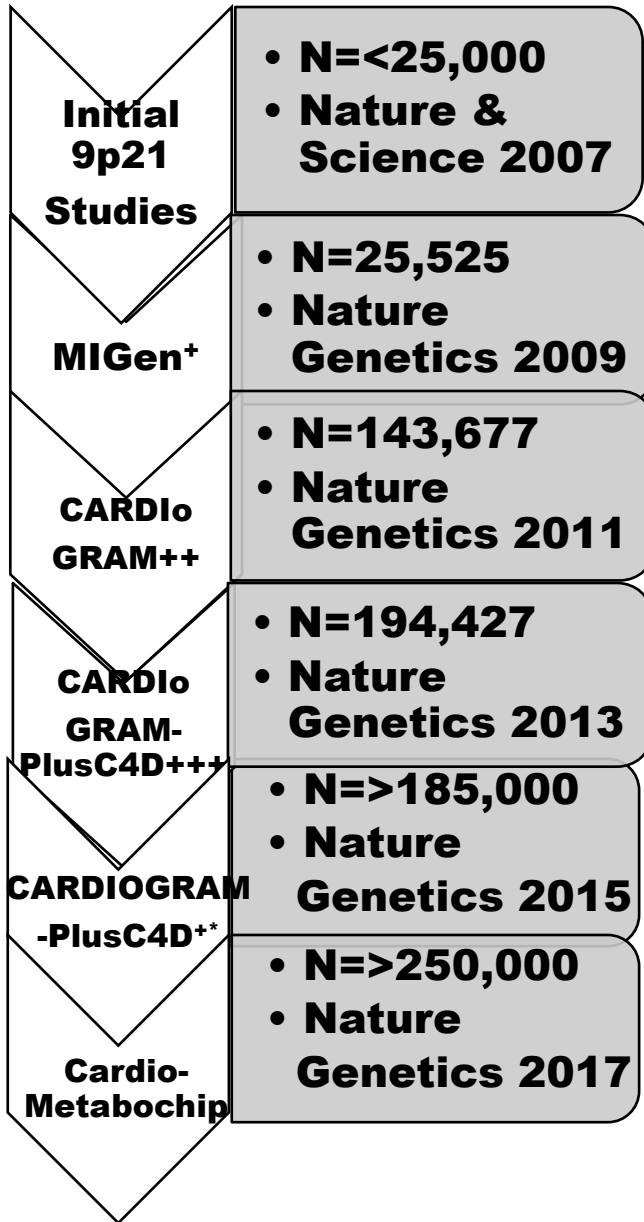 Initial
9p21
Studies
• N=<25,000
• Nature &
Science 2007
MIGen⁺
• N=25,525
• Nature
Genetics 2009
CARDIo
GRAM++
• N=143,677
• Nature
Genetics 2011
CARDIo
GRAM-
PlusC4D+++
• N=194,427
• Nature
Genetics 2013
CARDIOGRAM
-PlusC4D⁺*
• N=>185,000
• Nature
Genetics 2015
Cardio-
Metabochip
• N=>250,000
• Nature
Genetics 2017